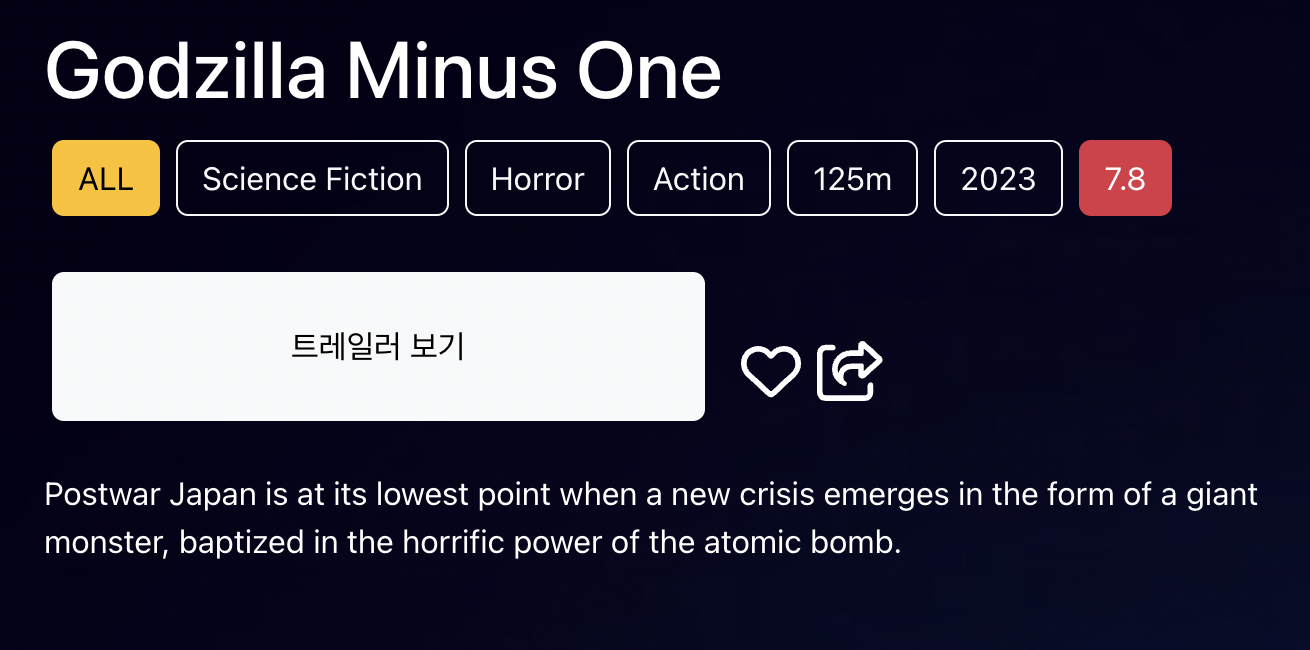 Godzilla Minus One
ALL Science Fiction Horror Action 125m 2023 7.8
트레일러 보기
Postwar Japan is at its lowest point when a new crisis emerges in the form of a giant
monster, baptized in the horrific power of the atomic bomb.